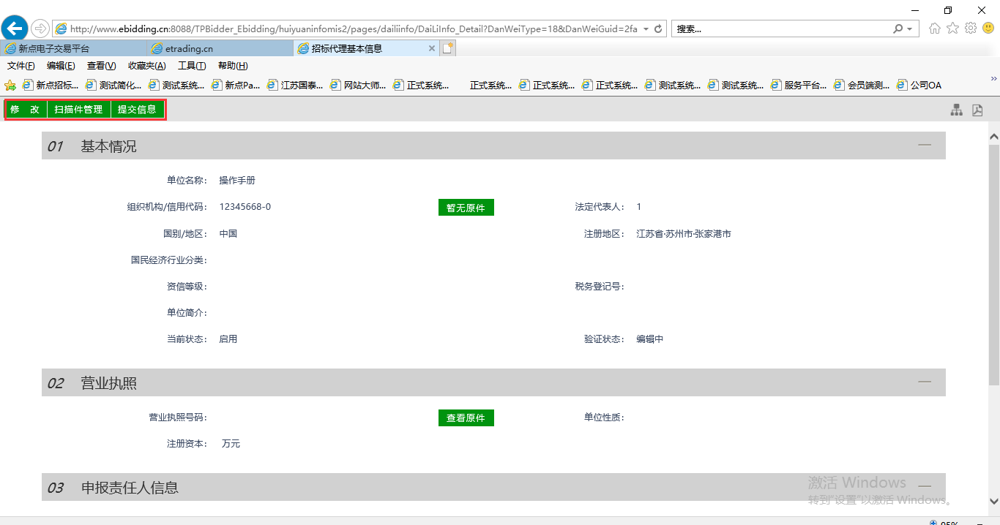 http://www.ebidding.cn:8088/TPBidder_Ebidding/huiyuaninfomis2/pages/dailiinfo/DaiLiInfo_Detail?DanWeiType=18&DanWeiGuid=2fa 搜索...
新点电子交易平台 etrading.cn 招标代理基本信息
文件(F) 编辑(E) 查看(V) 收藏夹(A) 工具(T) 帮助(H)
新点招标... 测试简化... 测试系统... 新点Pa... 江苏国泰... 网站大师... 正式系统... 正式系统... 正式系统... 正式系统... 测试系统... 测试系统... 服务平台... 会员端测... 公司OA
修 改 扫描件管理 提交信息
01 基本情况
单位名称： 操作手册
组织机构/信用代码： 12345668-0 暂无原件 法定代表人： 1
国别/地区： 中国 注册地区： 江苏省·苏州市·张家港市
国民经济行业分类：
资信等级： 税务登记号：
单位简介：
当前状态： 启用 验证状态： 编辑中
02 营业执照
营业执照号码： 查看原件 单位性质：
注册资本： 万元
03 申报责任人信息
激活 Windows
转到"设置"以激活 Windows。